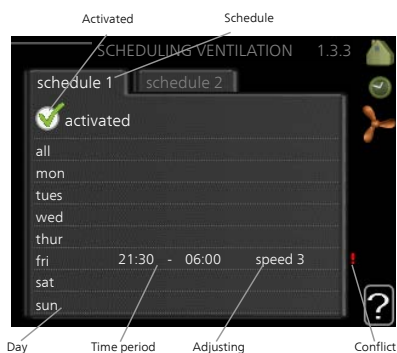 Activated Schedule
SCHEDULING VENTILATION 1.3.3
schedule 1 schedule 2
activated
all
mon
tues
wed
thur
fri 21:30 - 06:00 speed 3 !
sat
sun
?
Day Time period Adjusting Conflict